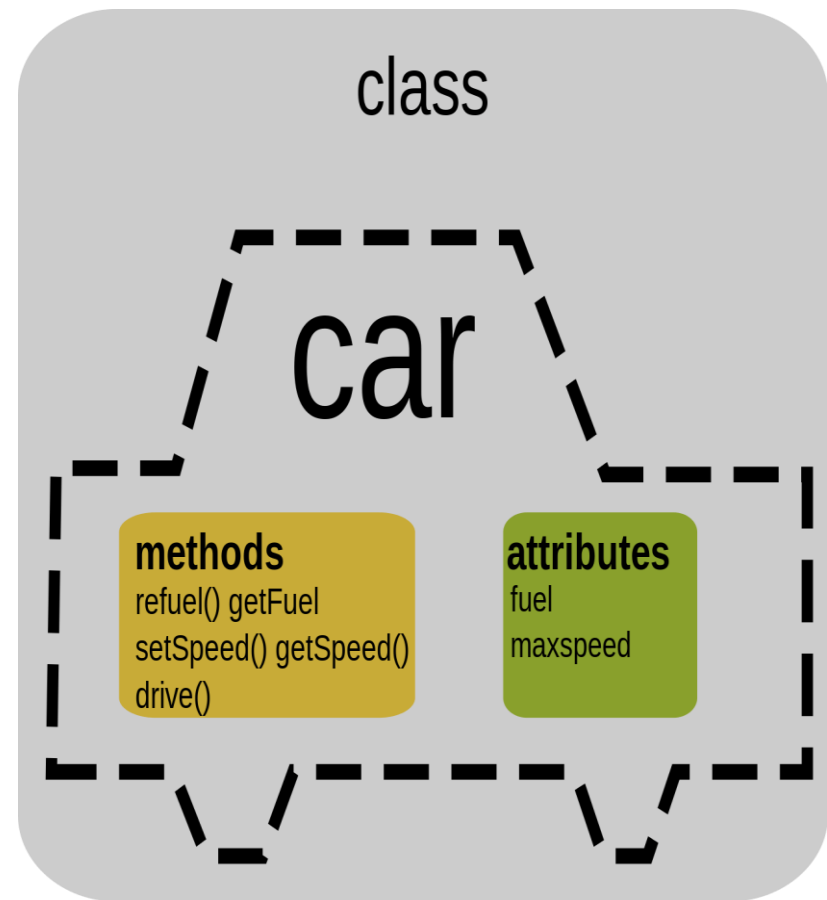 class
car
methods
refuel() getFuel
setSpeed() getSpeed()
drive()
attributes
fuel
maxspeed